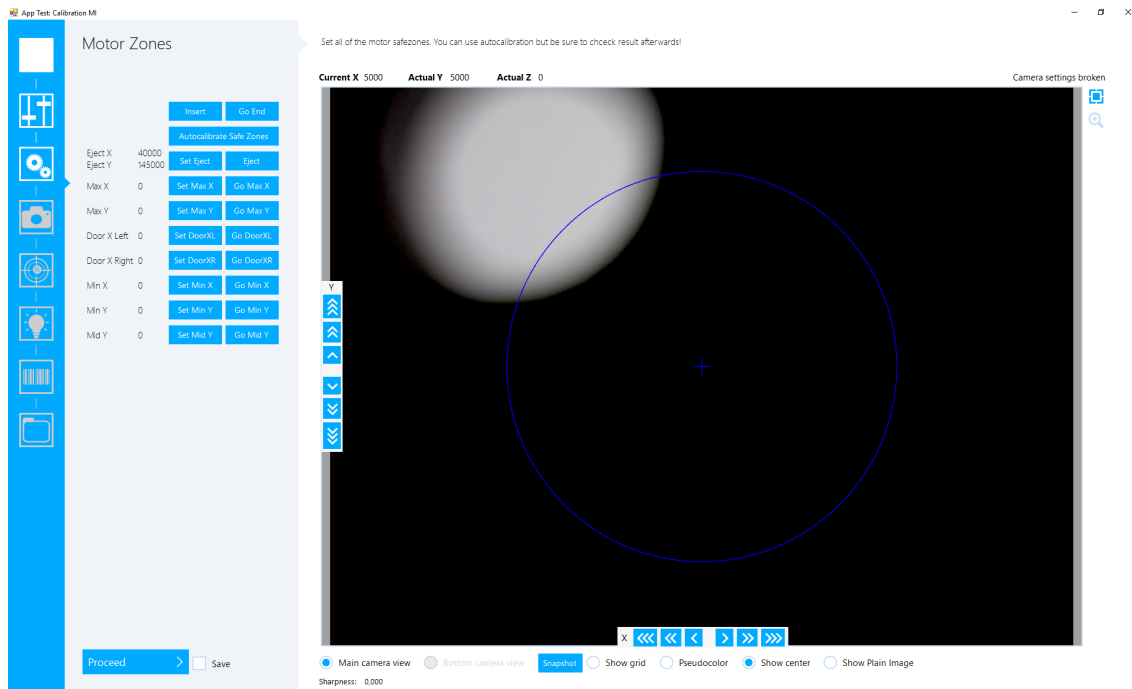 App Test: Calibration MI
Motor Zones
Set all of the motor safezones. You can use autocalibration but be sure to chceck result afterwards!
Current X 5000 Actual Y 5000 Actual Z 0 Camera settings broken
Insert Go End
Autocalibrate Safe Zones
Eject X 40000
Eject Y 145000
Set Eject Eject
Max X 0 Set Max X Go Max X
Max Y 0 Set Max Y Go Max Y
Door X Left 0 Set DoorXL Go DoorXL
Door X Right 0 Set DoorXR Go DoorXR
Min X 0 Set Min X Go Min X
Min Y 0 Set Min Y Go Min Y
Mid Y 0 Set Mid Y Go Mid Y
Y
X
Proceed Save
Main camera view Bottom camera view Snapshot Show grid Pseudocolor Show center Show Plain Image
Sharpness: 0,000